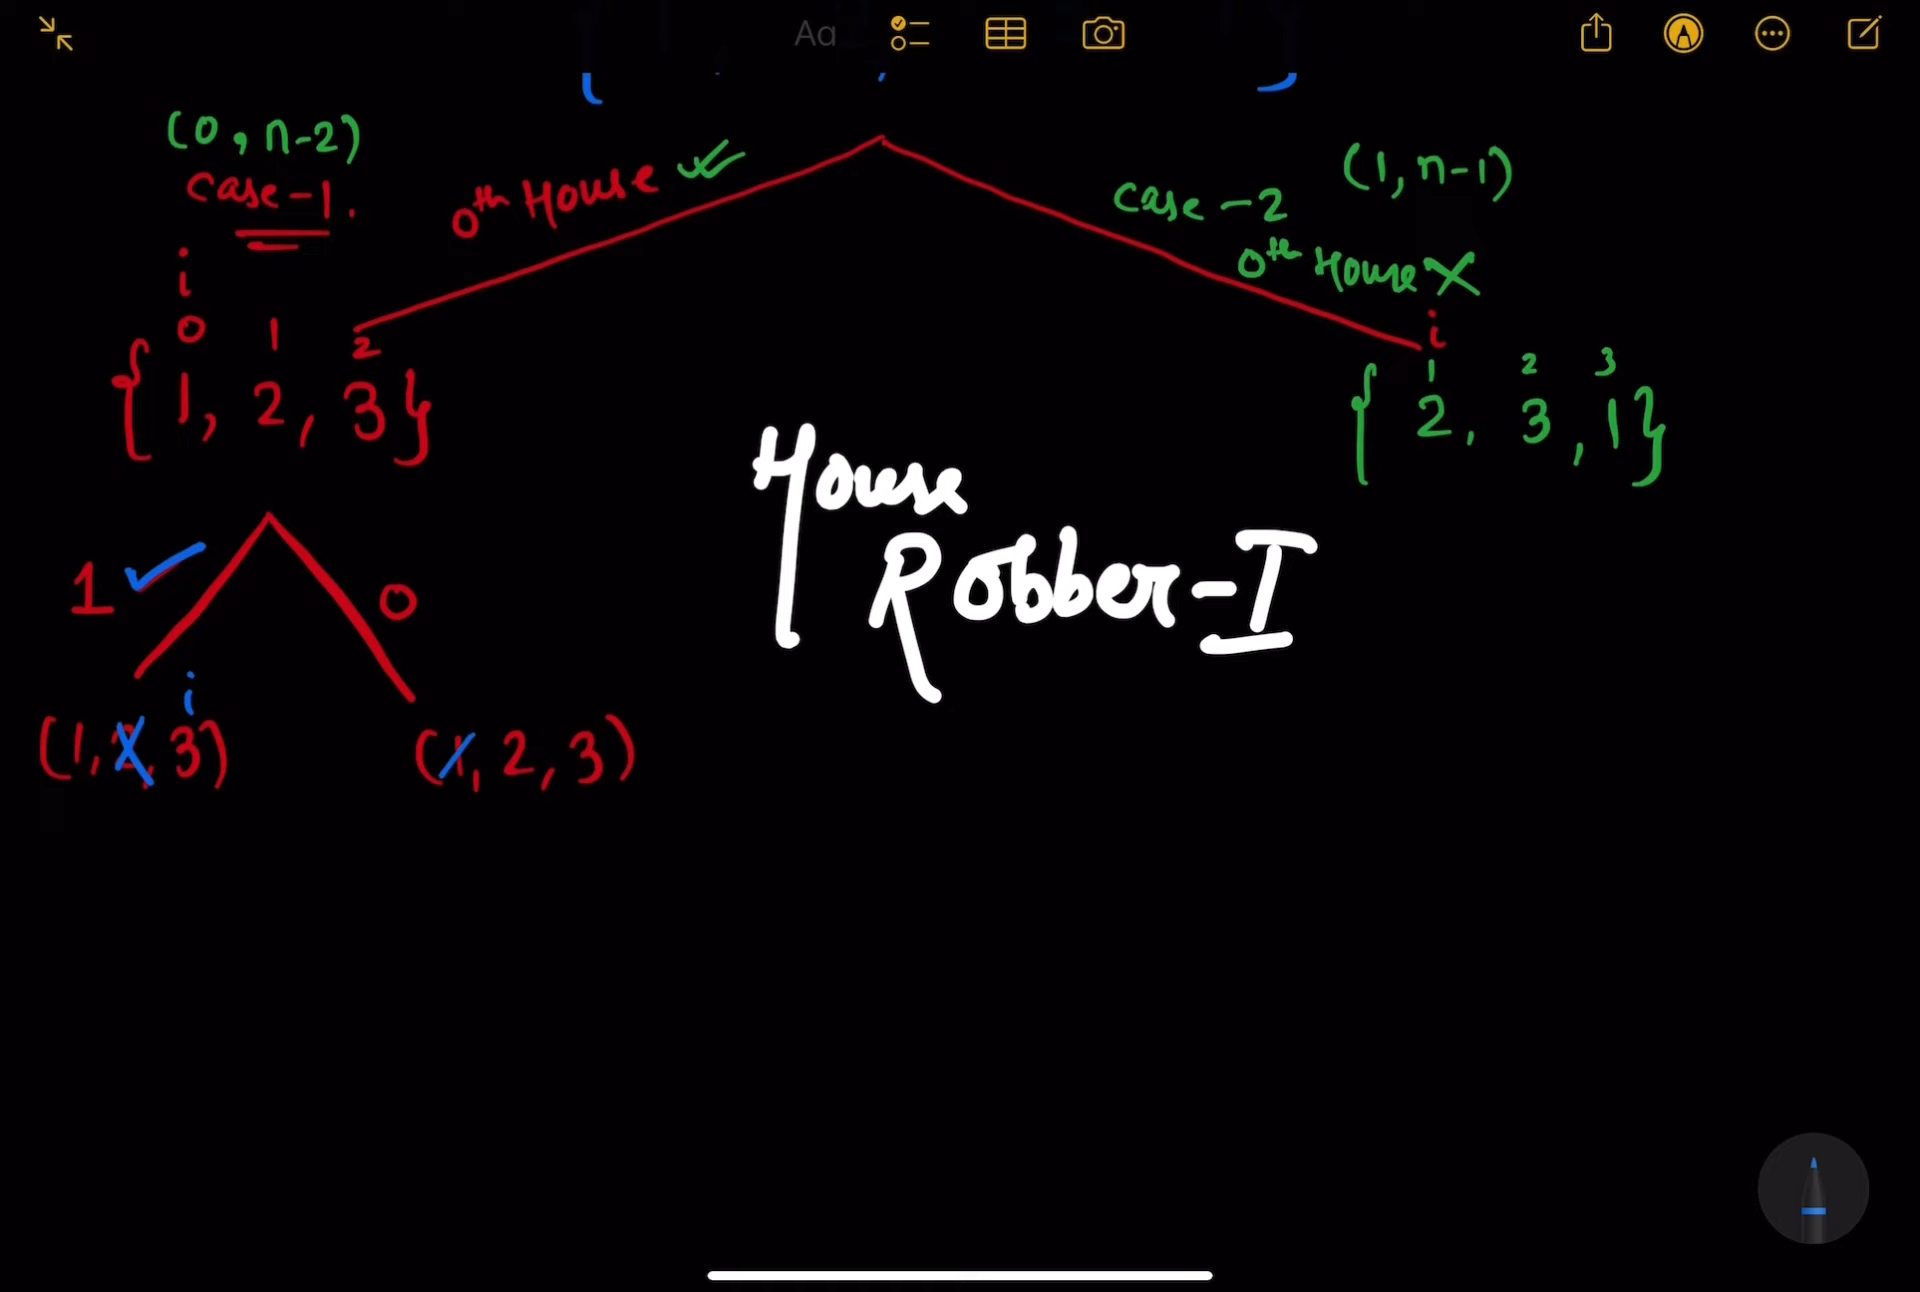 Aa
(0, n-2)
case-1.
0th House
case-2
(1, n-1)
0th House X
i
0 1 2
{1, 2, 3}
i
1 2 3
{2, 3, 1}
House
Robber-I
1
0
i
(1, 2, 3)
(1, 2, 3)